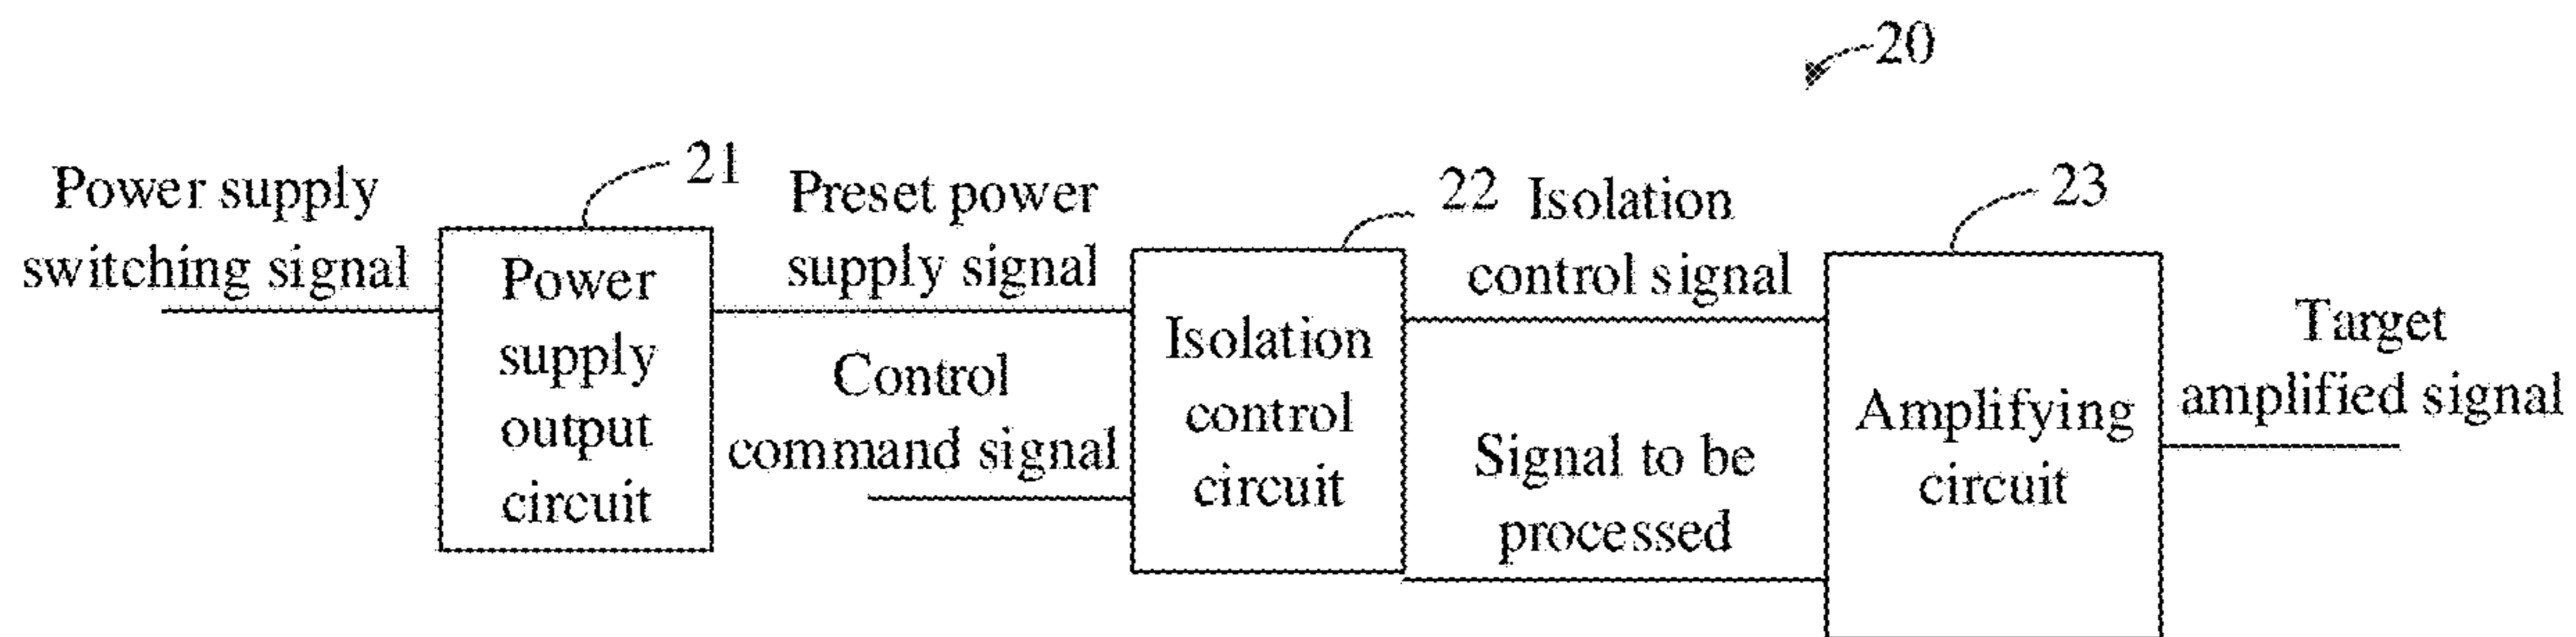 20
Power supply
switching signal
21
Power
supply
output
circuit
Preset power
supply signal
Control
command signal
22
Isolation
control
circuit
Isolation
control signal
Signal to be
processed
23
Amplifying
circuit
Target
amplified signal